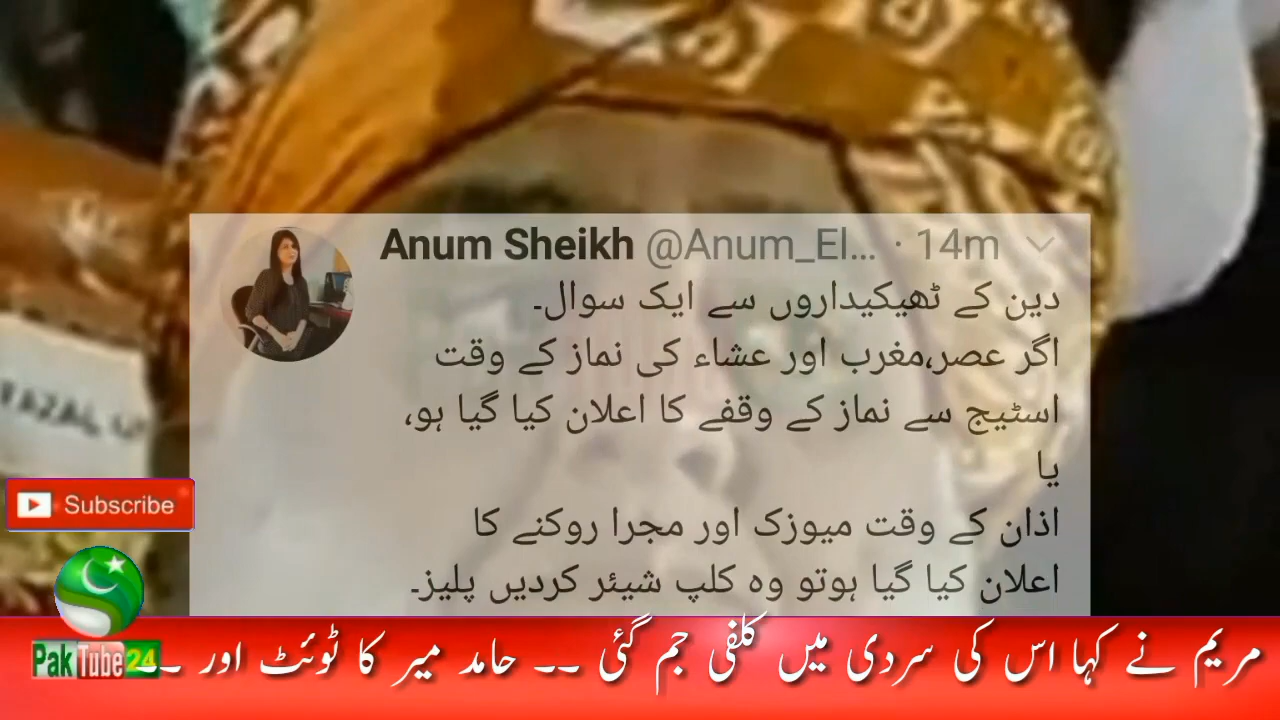 Anum Sheikh @Anum_El... · 14m
دین کے ٹھیکیداروں سے ایک سوال۔
اگر عصر،مغرب اور عشاء کی نماز کے وقت
اسٹیج سے نماز کے وقفے کا اعلان کیا گیا ہو،
یا
اذان کے وقت میوزک اور مجرا روکنے کا
اعلان کیا گیا ہوتو وہ کلپ شیئر کردیں پلیز۔
Subscribe
PakTube24
مریم نے کہا اس کی سردی میں کلفی جم گئی ۔۔ حامد میر کا ٹوئٹ اور ۔۔